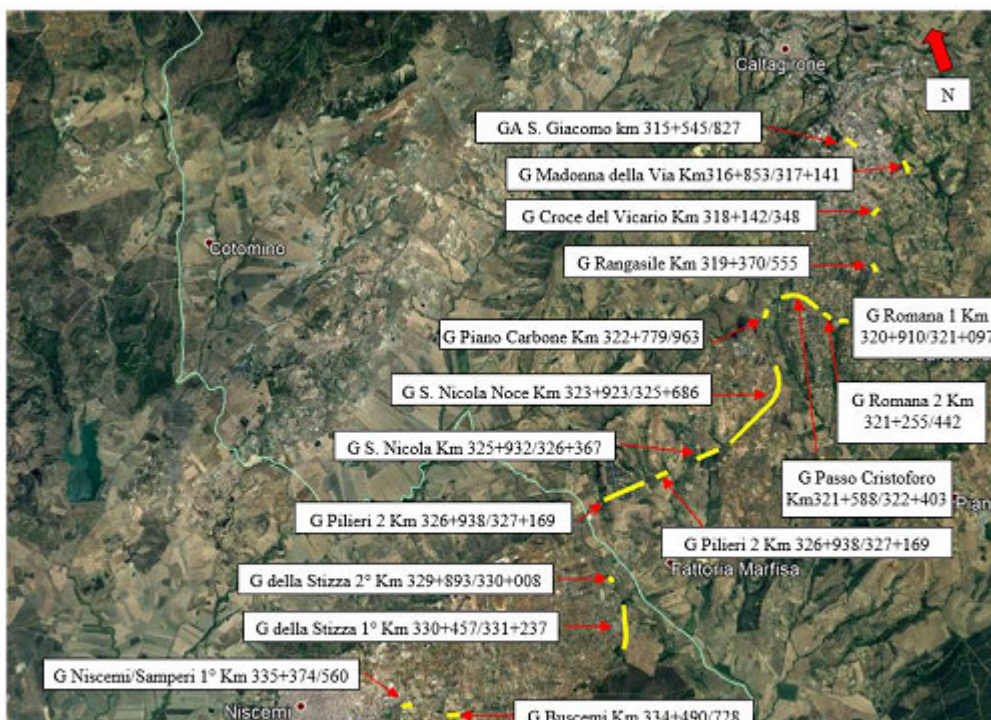 Caltagirone
N
GA S. Giacomo km 315+545/827
G Madonna della Via Km316+853/317+141
G Croce del Vicario Km 318+142/348
Cotomino
G Rangasile Km 319+370/555
G Romana 1 Km
320+910/321+097
G Piano Carbone Km 322+779/963
G S. Nicola Noce Km 323+923/325+686
G Romana 2 Km
321+255/442
G S. Nicola Km 325+932/326+367
G Passo Cristoforo
Km321+588/322+403
Pian
G Pilieri 2 Km 326+938/327+169
G Pilieri 2 Km 326+938/327+169
Fattoria Marfisa
G della Stizza 2° Km 329+893/330+008
G della Stizza 1° Km 330+457/331+237
G Niscemi/Samperi 1° Km 335+374/560
Niscemi
G Buscemi Km 334+490/728